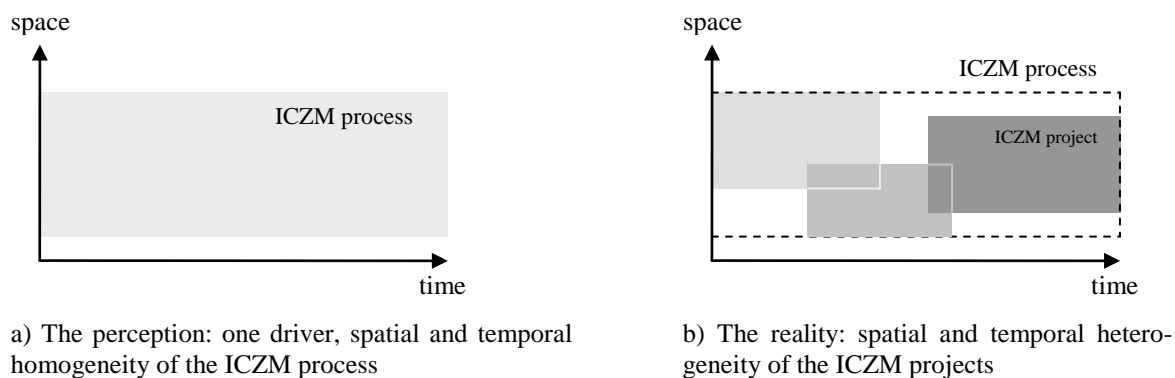 space
ICZM process
time
a) The perception: one driver, spatial and temporal
homogeneity of the ICZM process
space
ICZM process
ICZM project
time
b) The reality: spatial and temporal hetero-
geneity of the ICZM projects